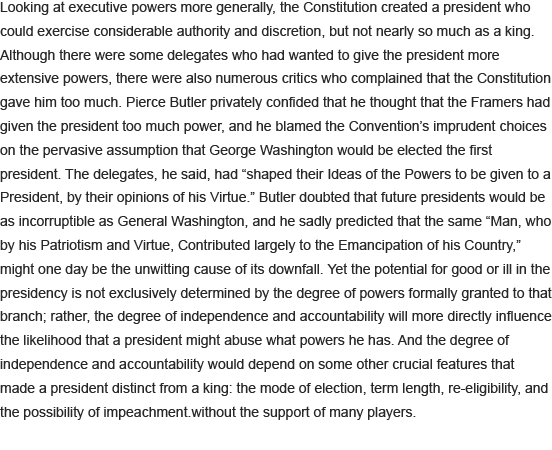 Looking at executive powers more generally, the Constitution created a president who
could exercise considerable authority and discretion, but not nearly so much as a king.
Although there were some delegates who had wanted to give the president more
extensive powers, there were also numerous critics who complained that the Constitution
gave him too much. Pierce Butler privately confided that he thought that the Framers had
given the president too much power, and he blamed the Convention’s imprudent choices
on the pervasive assumption that George Washington would be elected the first
president. The delegates, he said, had “shaped their Ideas of the Powers to be given to a
President, by their opinions of his Virtue.” Butler doubted that future presidents would be
as incorruptible as General Washington, and he sadly predicted that the same “Man, who
by his Patriotism and Virtue, Contributed largely to the Emancipation of his Country,”
might one day be the unwitting cause of its downfall. Yet the potential for good or ill in the
presidency is not exclusively determined by the degree of powers formally granted to that
branch; rather, the degree of independence and accountability will more directly influence
the likelihood that a president might abuse what powers he has. And the degree of
independence and accountability would depend on some other crucial features that
made a president distinct from a king: the mode of election, term length, re-eligibility, and
the possibility of impeachment.without the support of many players.